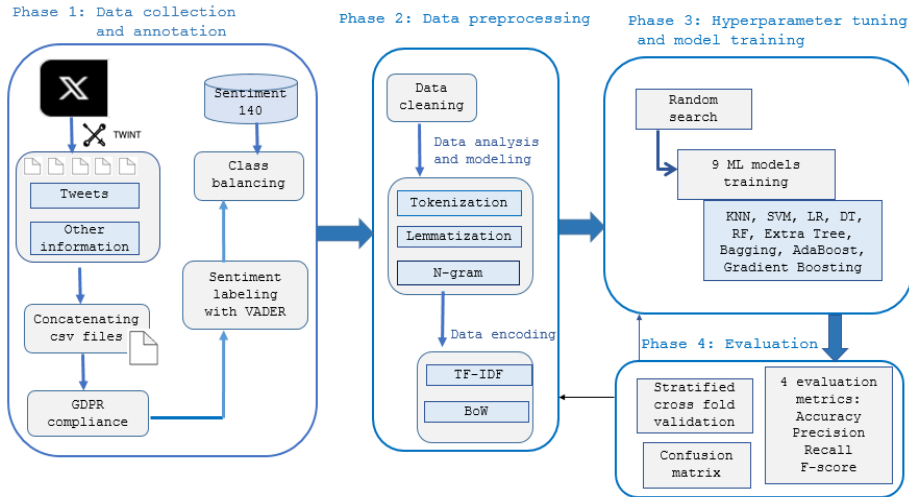 Phase 1: Data collection
and annotation
X
TWINT
Tweets
Other
information
Concatenating
csv files
GDPR
compliance
Sentiment
140
Class
balancing
Sentiment
labeling
with VADER
Phase 2: Data preprocessing
Data
cleaning
Data analysis
and modeling
Tokenization
Lemmatization
N-gram
Data encoding
TF-IDF
BoW
Phase 3: Hyperparameter tuning
and model training
Random
search
9 ML models
training
KNN, SVM, LR, DT,
RF, Extra Tree,
Bagging, AdaBoost,
Gradient Boosting
Phase 4: Evaluation
Stratified
cross fold
validation
Confusion
matrix
4 evaluation
metrics:
Accuracy
Precision
Recall
F-score